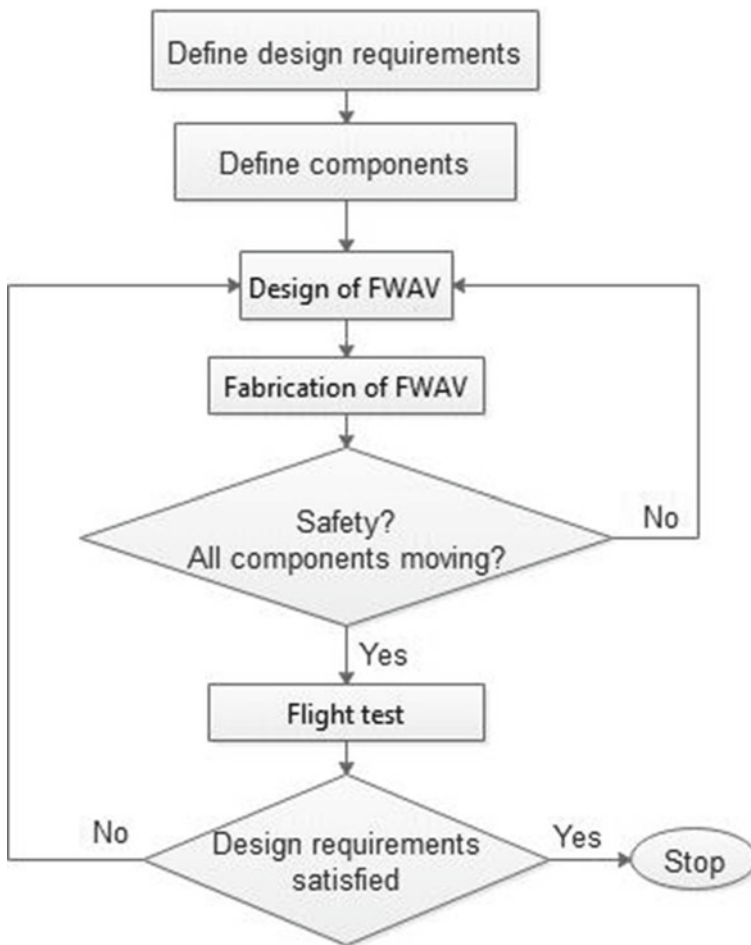 Define design requirements
Define components
Design of FWAV
Fabrication of FWAV
Safety?
All components moving?
No
Yes
Flight test
No
Design requirements
satisfied
Yes
Stop